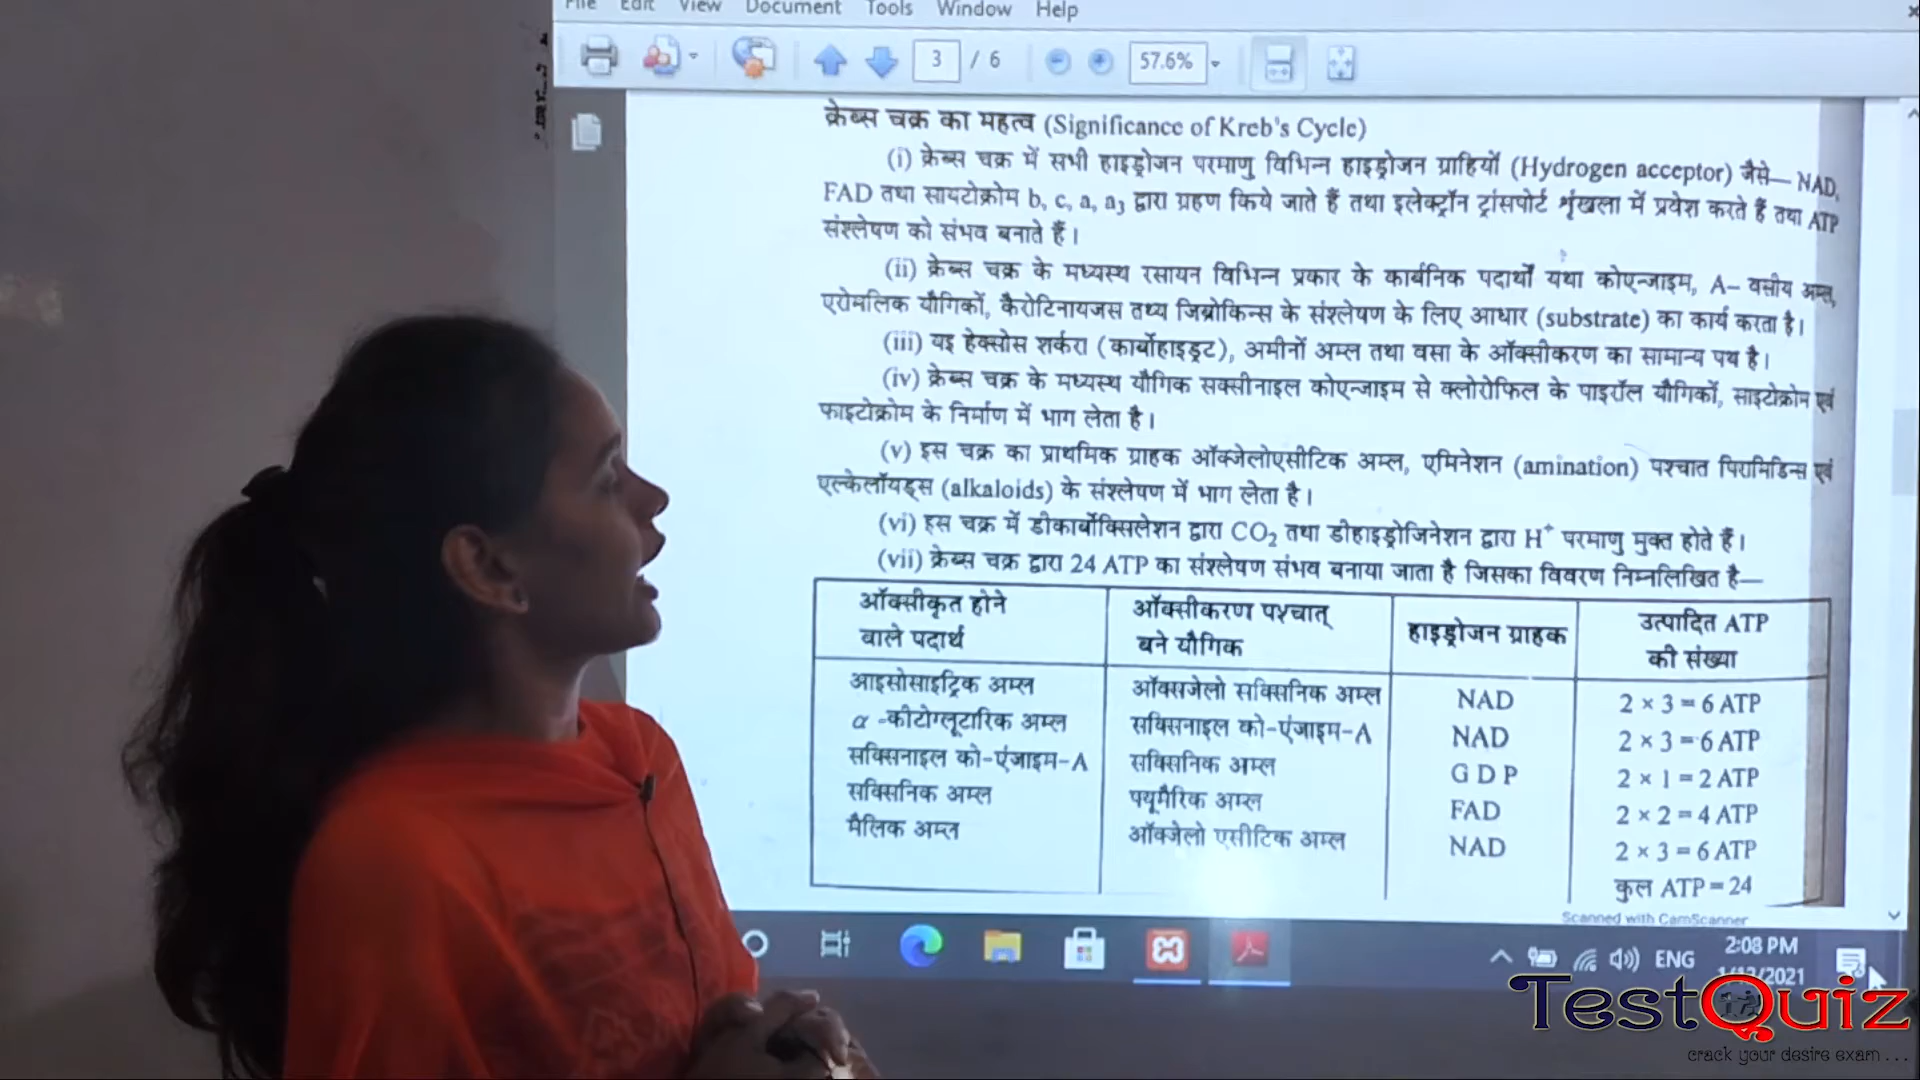 File Edit View Document Tools Window Help
3 / 6 57.6%
क्रेब्स चक्र का महत्व (Significance of Kreb's Cycle)
(i) क्रेब्स चक्र में सभी हाइड्रोजन परमाणु विभिन्न हाइड्रोजन ग्राहियों (Hydrogen acceptor) जैसे— NAD,
FAD तथा सायटोक्रोम b, c, a, a3 द्वारा ग्रहण किये जाते हैं तथा इलेक्ट्रॉन ट्रांसपोर्ट शृंखला में प्रवेश करते हैं तथा ATP
संश्लेषण को संभव बनाते हैं।
(ii) क्रेब्स चक्र के मध्यस्थ रसायन विभिन्न प्रकार के कार्बनिक पदार्थों यथा कोएन्जाइम, A– वसीय अम्ल,
एरोमलिक यौगिकों, कैरोटिनायजस तथ्य जिब्रोकिन्स के संश्लेषण के लिए आधार (substrate) का कार्य करता है।
(iii) यइ हेक्सोस शर्करा (कार्बोहाइड्रट), अमीनों अम्ल तथा वसा के ऑक्सीकरण का सामान्य पथ है।
(iv) क्रेब्स चक्र के मध्यस्थ यौगिक सक्सीनाइल कोएन्जाइम से क्लोरोफिल के पाइरॉल यौगिकों, साइटोक्रोम एवं
फाइटोक्रोम के निर्माण में भाग लेता है।
(v) इस चक्र का प्राथमिक ग्राहक ऑक्जेलोएसीटिक अम्ल, एमिनेशन (amination) पश्चात पिरामिडिन्स एवं
एल्केलॉयड्स (alkaloids) के संश्लेषण में भाग लेता है।
(vi) इस चक्र में डीकार्बोक्सिलेशन द्वारा CO2 तथा डीहाइड्रोजिनेशन द्वारा H+ परमाणु मुक्त होते हैं।
(vii) क्रेब्स चक्र द्वारा 24 ATP का संश्लेषण संभव बनाया जाता है जिसका विवरण निम्नलिखित है—
ऑक्सीकृत होने वाले पदार्थ ऑक्सीकरण पश्चात् बने यौगिक हाइड्रोजन ग्राहक उत्पादित ATP की संख्या
आइसोसाइट्रिक अम्ल ऑक्सजेलो सक्सिनिक अम्ल NAD 2 × 3 = 6 ATP
α -कीटोग्लूटारिक अम्ल सक्सिनाइल को-एंजाइम-A NAD 2 × 3 = 6 ATP
सक्सिनाइल को-एंजाइम-A सक्सिनिक अम्ल G D P 2 × 1 = 2 ATP
सक्सिनिक अम्ल फ्यूमैरिक अम्ल FAD 2 × 2 = 4 ATP
मैलिक अम्ल ऑक्जेलो एसीटिक अम्ल NAD 2 × 3 = 6 ATP
कुल ATP = 24
Scanned with CamScanner
ENG 2:08 PM
TestQuiz
crack your desire exam . . .